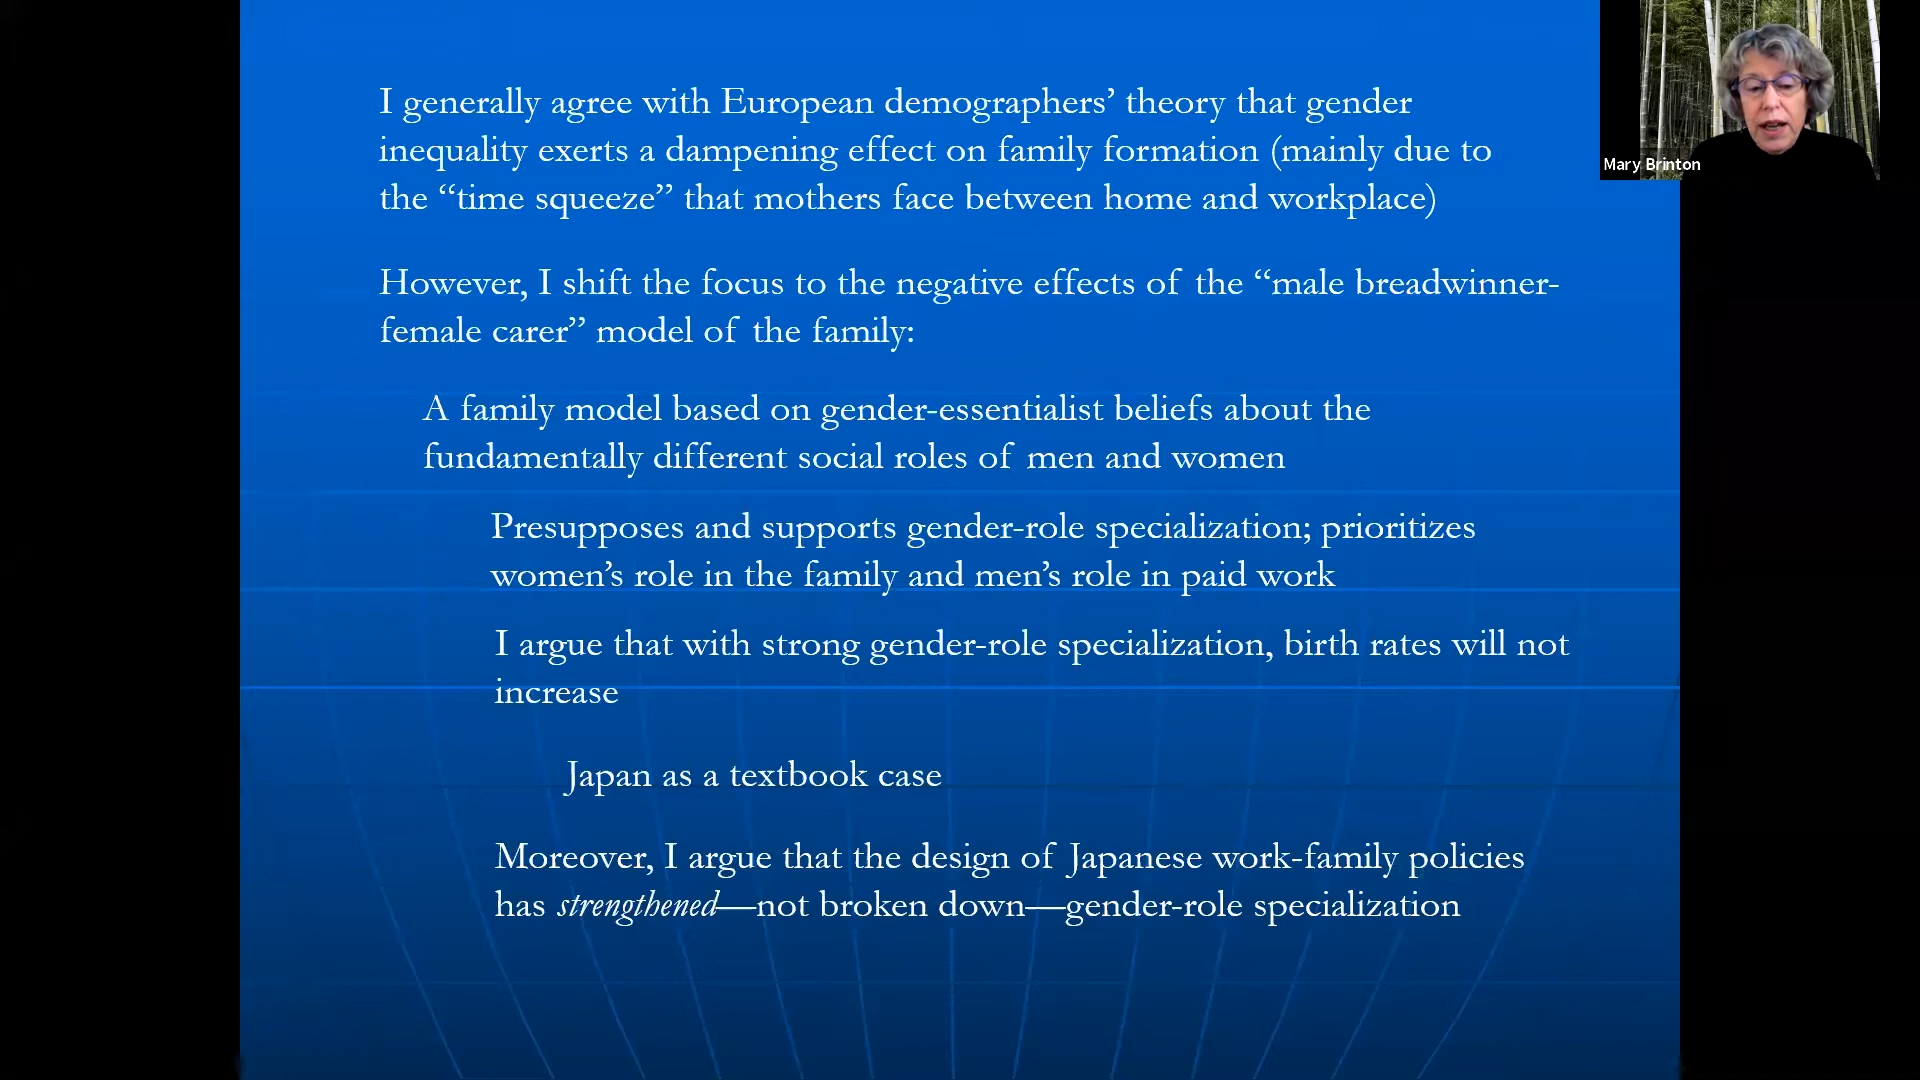 I generally agree with European demographers’ theory that gender
inequality exerts a dampening effect on family formation (mainly due to
the “time squeeze” that mothers face between home and workplace)
However, I shift the focus to the negative effects of the “male breadwinner-
female carer” model of the family:
A family model based on gender-essentialist beliefs about the
fundamentally different social roles of men and women
Presupposes and supports gender-role specialization; prioritizes
women’s role in the family and men’s role in paid work
I argue that with strong gender-role specialization, birth rates will not
increase
Japan as a textbook case
Moreover, I argue that the design of Japanese work-family policies
has strengthened—not broken down—gender-role specialization
Mary Brinton